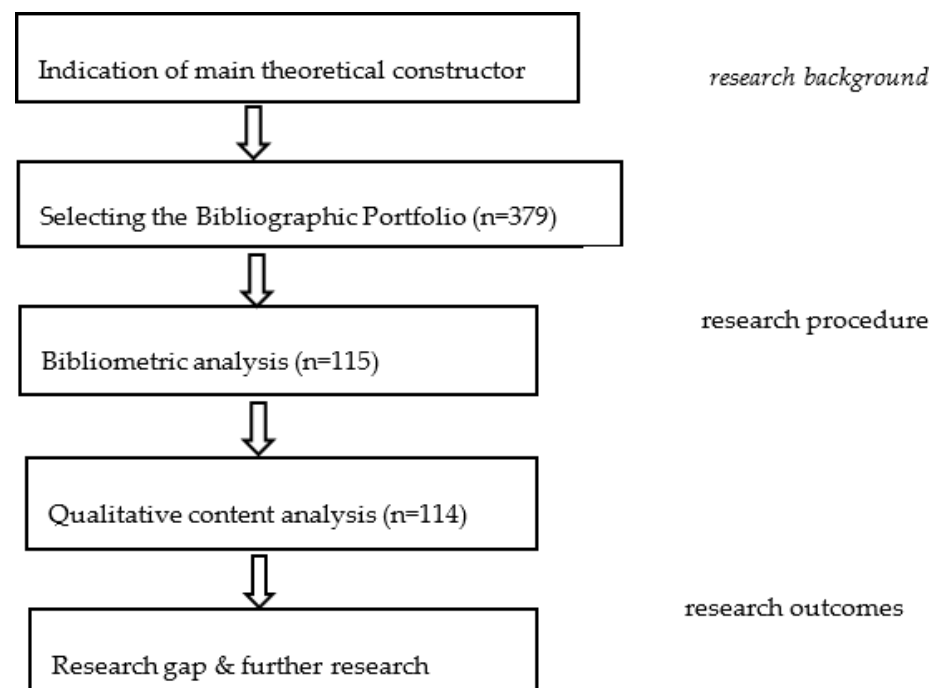 Indication of main theoretical constructor
research background
Selecting the Bibliographic Portfolio (n=379)
research procedure
Bibliometric analysis (n=115)
Qualitative content analysis (n=114)
research outcomes
Research gap & further research